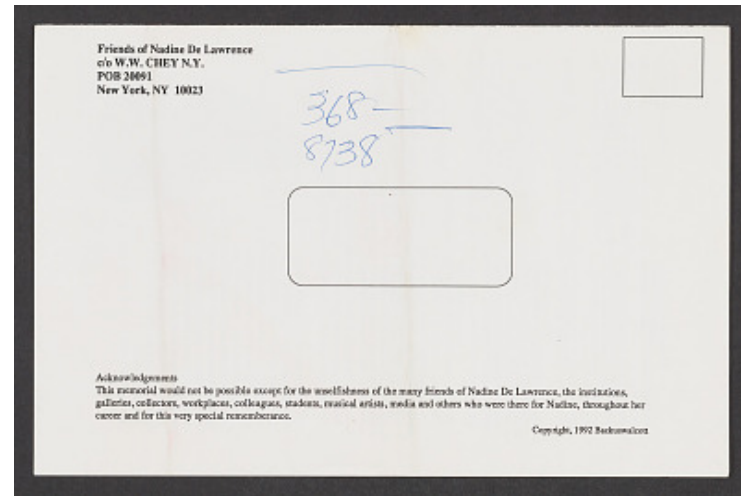 Friends of Nadine De Lawrence
c/o W.W. CHEY N.Y.
POB 20091
New York, NY 10023
368-
8738
Acknowledgements
This memorial would not be possible except for the unselfishness of the many friends of Nadine De Lawrence, the institutions,
galleries, collectors, workplaces, colleagues, students, musical artists, media and others who were there for Nadine, throughout her
career and for this very special rememberance.
Copyright, 1992